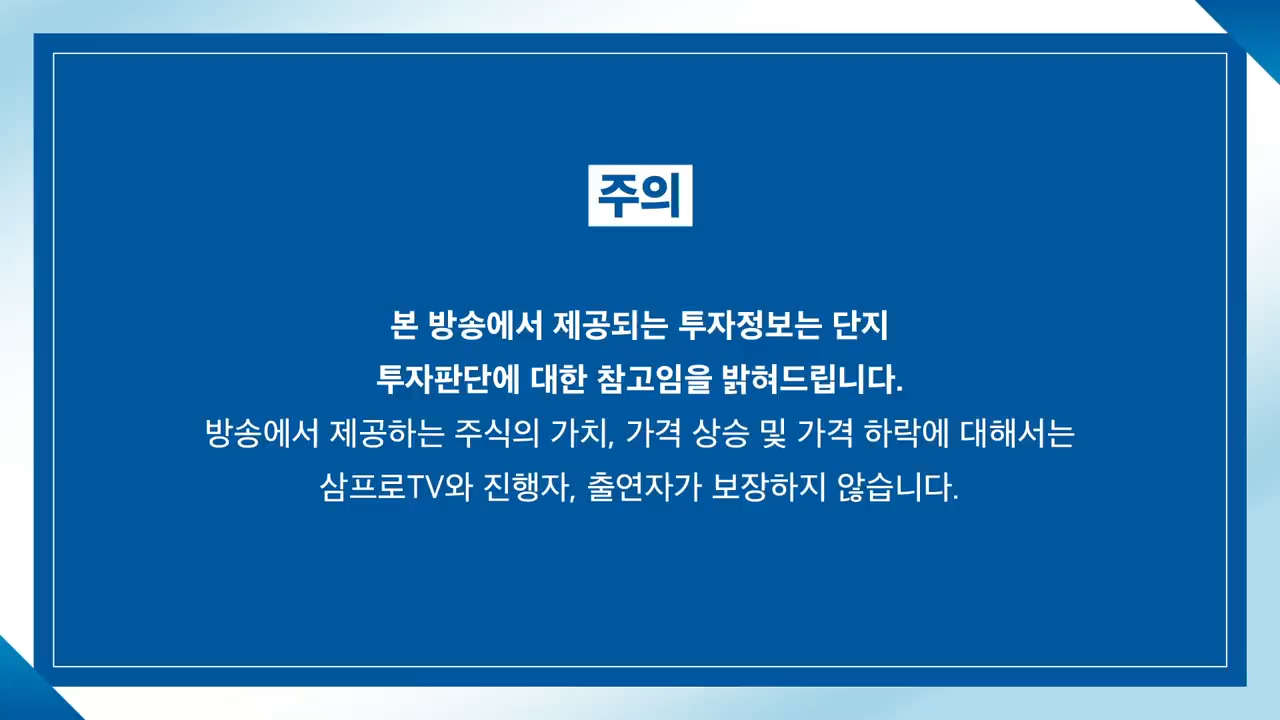 주의
본 방송에서 제공되는 투자정보는 단지
투자판단에 대한 참고임을 밝혀드립니다.
방송에서 제공하는 주식의 가치, 가격 상승 및 가격 하락에 대해서는
삼프로TV와 진행자, 출연자가 보장하지 않습니다.